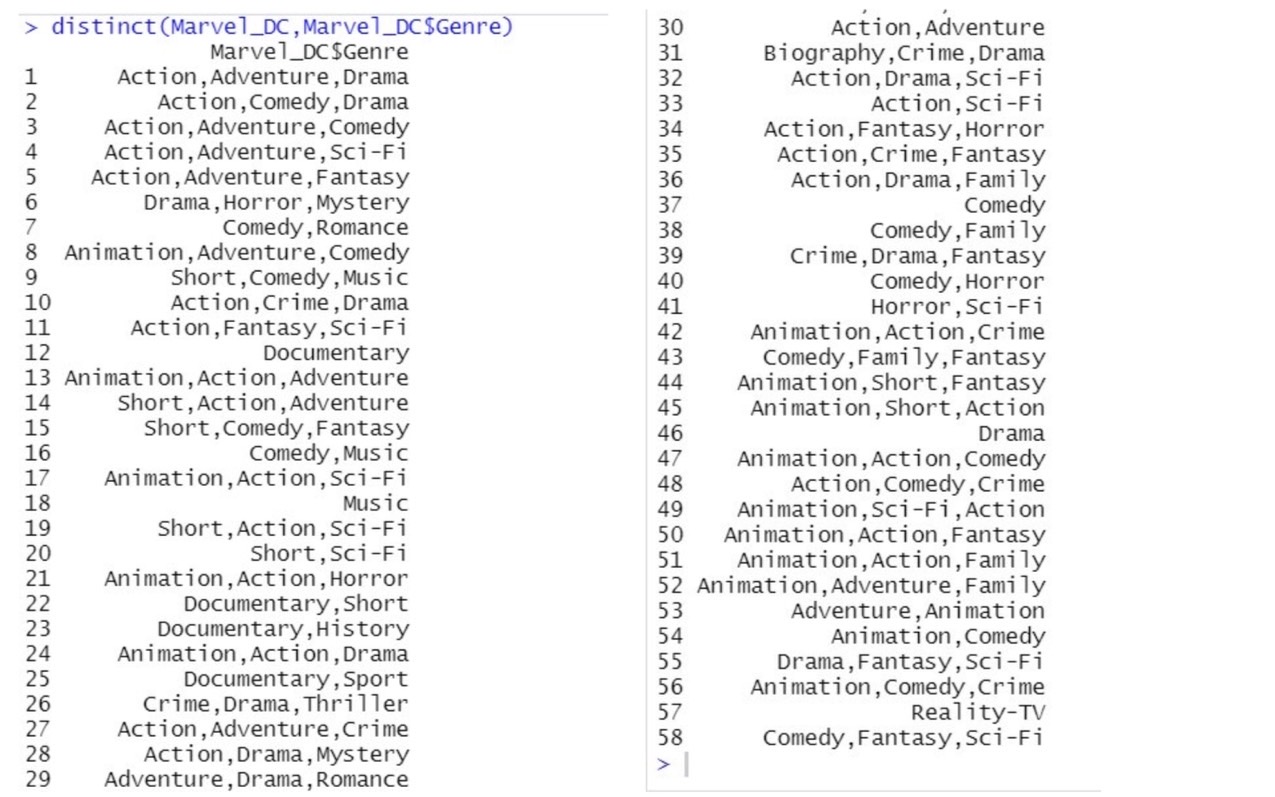 > distinct(Marvel_DC,Marvel_DC$Genre)
Marvel_DC$Genre
1 Action,Adventure,Drama
2 Action,Comedy,Drama
3 Action,Adventure,Comedy
4 Action,Adventure,Sci-Fi
5 Action,Adventure,Fantasy
6 Drama,Horror,Mystery
7 Comedy,Romance
8 Animation,Adventure,Comedy
9 Short,Comedy,Music
10 Action,Crime,Drama
11 Action,Fantasy,Sci-Fi
12 Documentary
13 Animation,Action,Adventure
14 Short,Action,Adventure
15 Short,Comedy,Fantasy
16 Comedy,Music
17 Animation,Action,Sci-Fi
18 Music
19 Short,Action,Sci-Fi
20 Short,Sci-Fi
21 Animation,Action,Horror
22 Documentary,Short
23 Documentary,History
24 Animation,Action,Drama
25 Documentary,Sport
26 Crime,Drama,Thriller
27 Action,Adventure,Crime
28 Action,Drama,Mystery
29 Adventure,Drama,Romance
30 Action,Adventure
31 Biography,Crime,Drama
32 Action,Drama,Sci-Fi
33 Action,Sci-Fi
34 Action,Fantasy,Horror
35 Action,Crime,Fantasy
36 Action,Drama,Family
37 Comedy
38 Comedy,Family
39 Crime,Drama,Fantasy
40 Comedy,Horror
41 Horror,Sci-Fi
42 Animation,Action,Crime
43 Comedy,Family,Fantasy
44 Animation,Short,Fantasy
45 Animation,Short,Action
46 Drama
47 Animation,Action,Comedy
48 Action,Comedy,Crime
49 Animation,Sci-Fi,Action
50 Animation,Action,Fantasy
51 Animation,Action,Family
52 Animation,Adventure,Family
53 Adventure,Animation
54 Animation,Comedy
55 Drama,Fantasy,Sci-Fi
56 Animation,Comedy,Crime
57 Reality-TV
58 Comedy,Fantasy,Sci-Fi
>